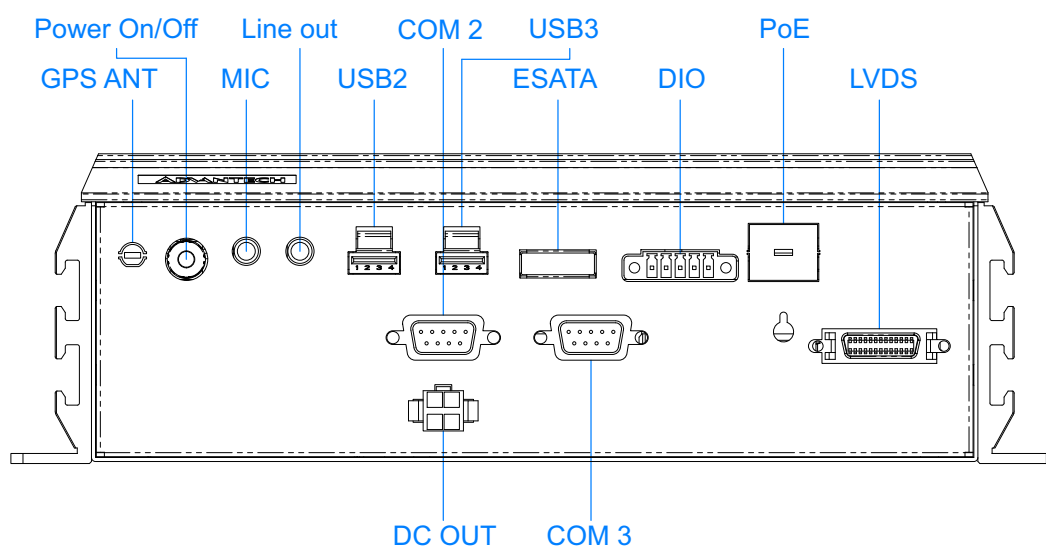 Power On/Off Line out COM 2 USB3 PoE
GPS ANT MIC USB2 ESATA DIO LVDS
ADVANTECH
1 2 3 4 1 2 3 4
DC OUT COM 3